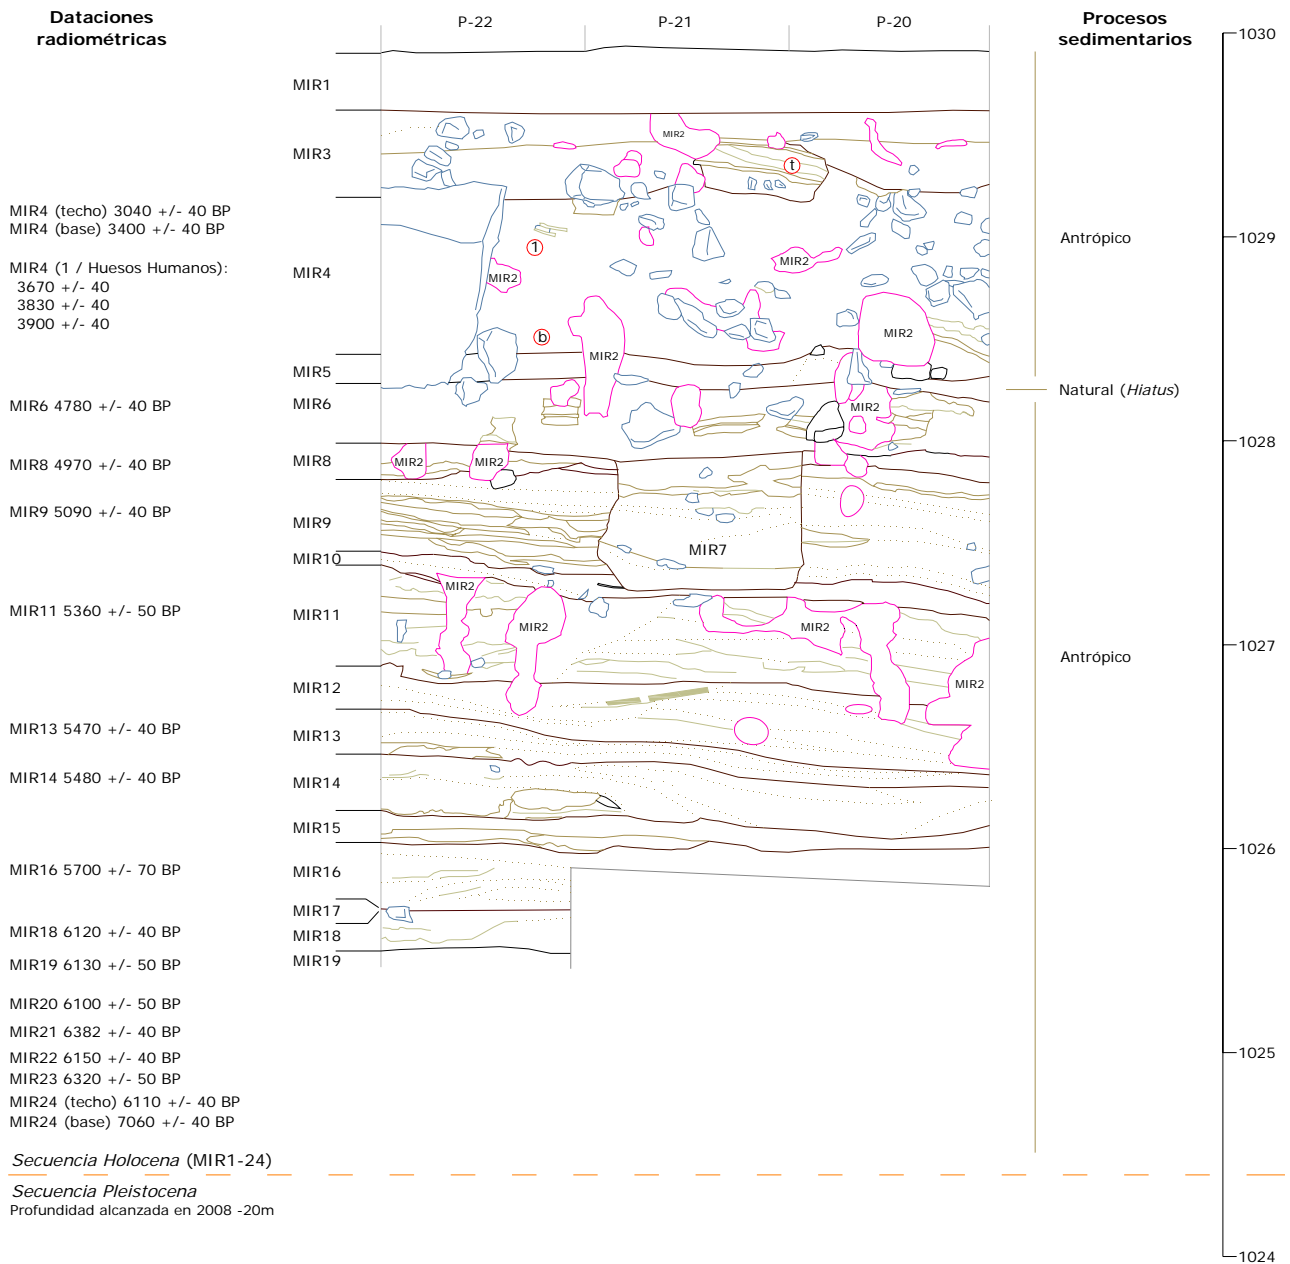 Dataciones
radiométricas
P-22
P-21
P-20
Procesos
sedimentarios
1030
MIR1
MIR2
MIR3
t
MIR4 (techo) 3040 +/- 40 BP
MIR4 (base) 3400 +/- 40 BP
1
1029
Antrópico
MIR4 (1 / Huesos Humanos):
3670 +/- 40
3830 +/- 40
3900 +/- 40
MIR4
MIR2
MIR2
b
MIR2
MIR2
MIR5
Natural (Hiatus)
MIR6 4780 +/- 40 BP
MIR6
MIR2
1028
MIR8 4970 +/- 40 BP
MIR8
MIR2
MIR2
MIR9 5090 +/- 40 BP
MIR9
MIR7
MIR10
MIR2
MIR11 5360 +/- 50 BP
MIR11
MIR2
MIR2
1027
Antrópico
MIR12
MIR2
MIR13 5470 +/- 40 BP
MIR13
MIR14 5480 +/- 40 BP
MIR14
MIR15
1026
MIR16 5700 +/- 70 BP
MIR16
MIR17
MIR18 6120 +/- 40 BP
MIR18
MIR19 6130 +/- 50 BP
MIR19
MIR20 6100 +/- 50 BP
MIR21 6382 +/- 40 BP
1025
MIR22 6150 +/- 40 BP
MIR23 6320 +/- 50 BP
MIR24 (techo) 6110 +/- 40 BP
MIR24 (base) 7060 +/- 40 BP
Secuencia Holocena (MIR1-24)
Secuencia Pleistocena
Profundidad alcanzada en 2008 -20m
1024